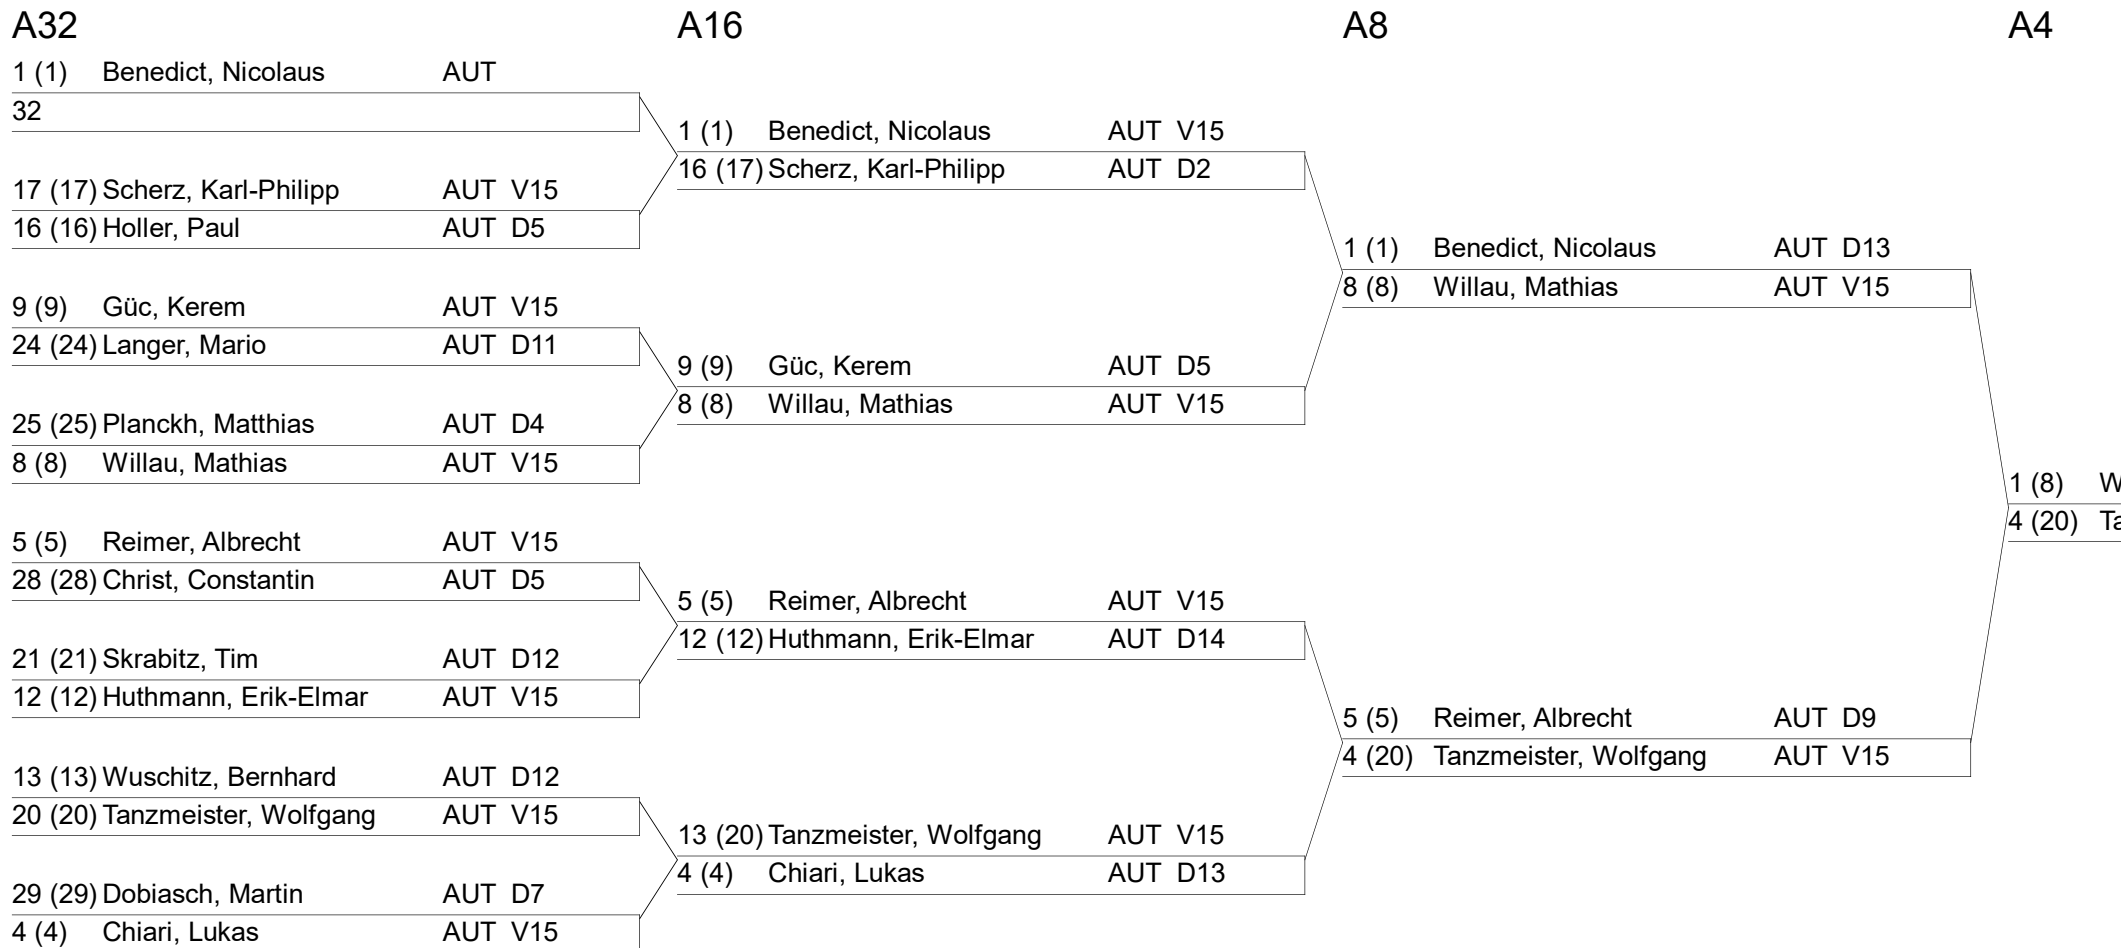 A32
1 (1) Benedict, Nicolaus AUT
32
17 (17) Scherz, Karl-Philipp AUT V15
16 (16) Holler, Paul AUT D5
9 (9) Güc, Kerem AUT V15
24 (24) Langer, Mario AUT D11
25 (25) Planckh, Matthias AUT D4
8 (8) Willau, Mathias AUT V15
5 (5) Reimer, Albrecht AUT V15
28 (28) Christ, Constantin AUT D5
21 (21) Skrabitz, Tim AUT D12
12 (12) Huthmann, Erik-Elmar AUT V15
13 (13) Wuschitz, Bernhard AUT D12
20 (20) Tanzmeister, Wolfgang AUT V15
29 (29) Dobiasch, Martin AUT D7
4 (4) Chiari, Lukas AUT V15
A16
1 (1) Benedict, Nicolaus AUT V15
16 (17) Scherz, Karl-Philipp AUT D2
9 (9) Güc, Kerem AUT D5
8 (8) Willau, Mathias AUT V15
5 (5) Reimer, Albrecht AUT V15
12 (12) Huthmann, Erik-Elmar AUT D14
13 (20) Tanzmeister, Wolfgang AUT V15
4 (4) Chiari, Lukas AUT D13
A8
1 (1) Benedict, Nicolaus AUT D13
8 (8) Willau, Mathias AUT V15
5 (5) Reimer, Albrecht AUT D9
4 (20) Tanzmeister, Wolfgang AUT V15
A4
1 (8)
4 (20)